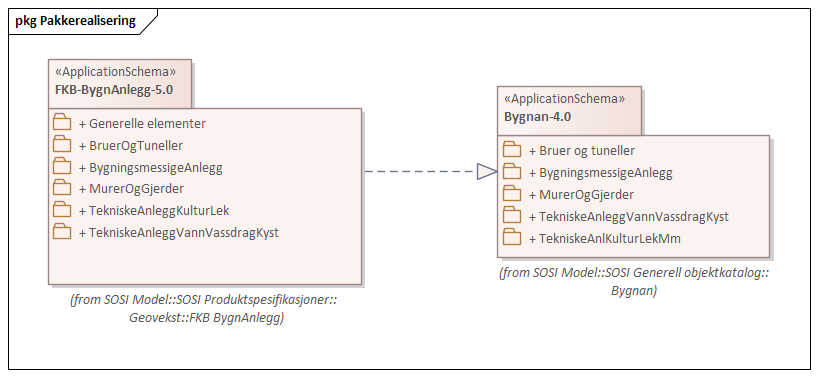 pkg Pakkerealisering
«ApplicationSchema»
FKB-BygnAnlegg-5.0
+ Generelle elementer
+ BruerOgTuneller
+ BygningsmessigeAnlegg
+ MurerOgGjerder
+ TekniskeAnleggKulturLek
+ TekniskeAnleggVannVassdragKyst
(from SOSI Model::SOSI Produktspesifikasjoner::
Geovekst::FKB BygnAnlegg)
«ApplicationSchema»
Bygnan-4.0
+ Bruer og tuneller
+ BygningsmessigeAnlegg
+ MurerOgGjerder
+ TekniskeAnleggVannVassdragKyst
+ TekniskeAnlKulturLekMm
(from SOSI Model::SOSI Generell objektkatalog::
Bygnan)